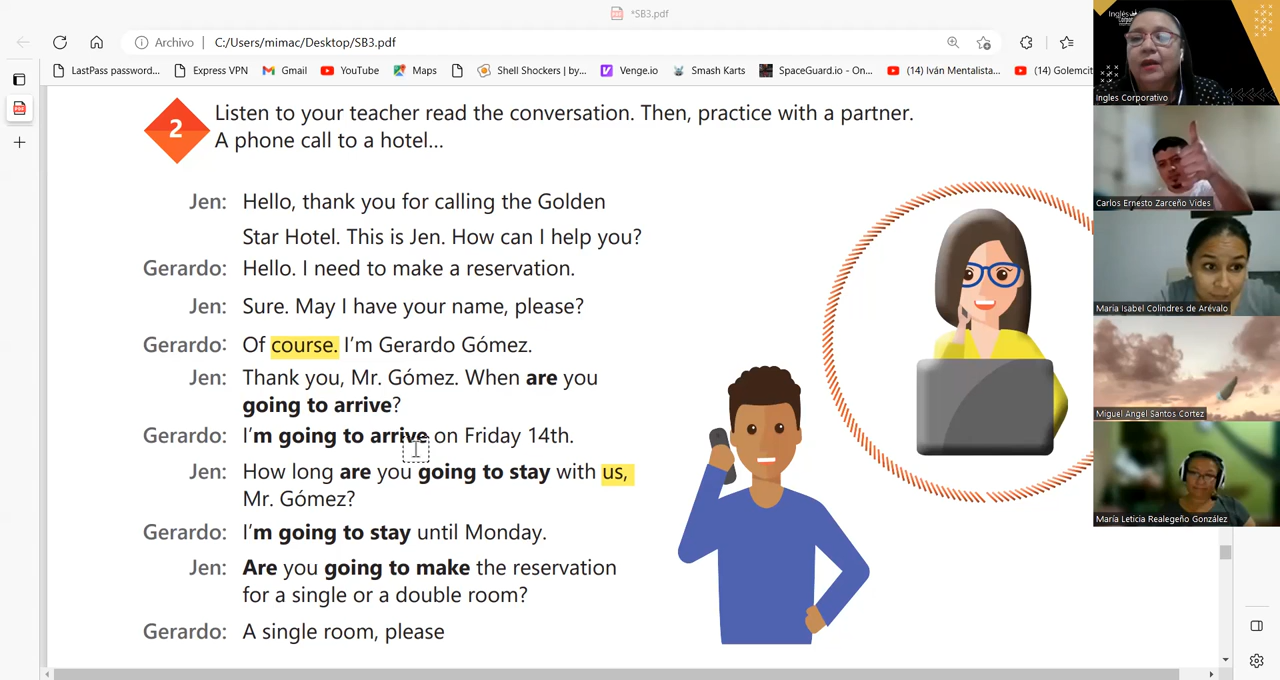 *SB3.pdf
Archivo
C:/Users/mimac/Desktop/SB3.pdf
LastPass password...
Express VPN
Gmail
YouTube
Maps
Shell Shockers | by...
Venge.io
Smash Karts
SpaceGuard.io - On...
(14) Iván Mentalista...
(14) Golemcit
2
Listen to your teacher read the conversation. Then, practice with a partner.
A phone call to a hotel...
Jen: Hello, thank you for calling the Golden
Star Hotel. This is Jen. How can I help you?
Gerardo: Hello. I need to make a reservation.
Jen: Sure. May I have your name, please?
Gerardo: Of course. I'm Gerardo Gómez.
Jen: Thank you, Mr. Gómez. When are you
going to arrive?
Gerardo: I'm going to arrive on Friday 14th.
Jen: How long are you going to stay with us,
Mr. Gómez?
Gerardo: I'm going to stay until Monday.
Jen: Are you going to make the reservation
for a single or a double room?
Gerardo: A single room, please
Inglés
Ingles Corporativo
Carlos Ernesto Zarceño Vides
María Isabel Colindres de Arévalo
Miguel Angel Santos Cortez
María Leticia Realegeño González